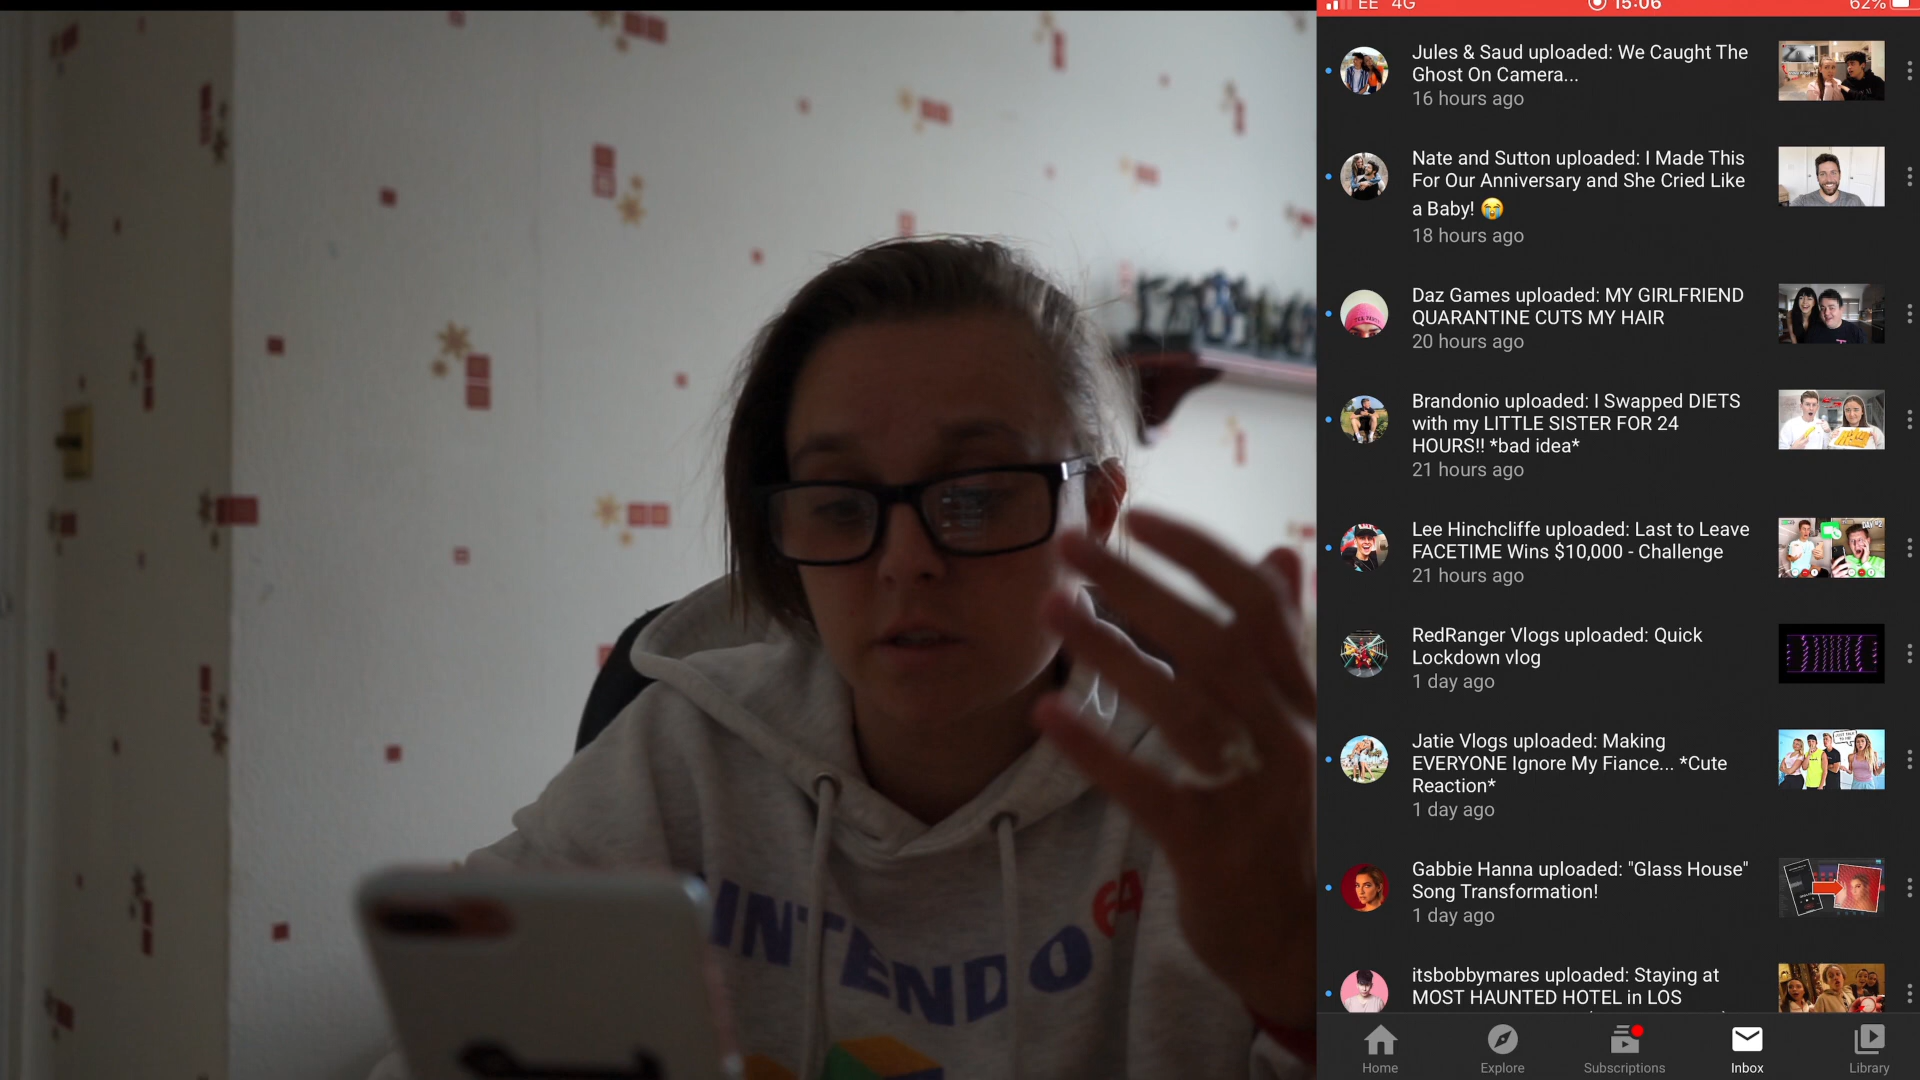 EE 4G
15:06
62%
Jules & Saud uploaded: We Caught The
Ghost On Camera...
16 hours ago
Nate and Sutton uploaded: I Made This
For Our Anniversary and She Cried Like
a Baby! 😭
18 hours ago
Daz Games uploaded: MY GIRLFRIEND
QUARANTINE CUTS MY HAIR
20 hours ago
Brandonio uploaded: I Swapped DIETS
with my LITTLE SISTER FOR 24
HOURS!! *bad idea*
21 hours ago
Lee Hinchcliffe uploaded: Last to Leave
FACETIME Wins $10,000 - Challenge
21 hours ago
RedRanger Vlogs uploaded: Quick
Lockdown vlog
1 day ago
Jatie Vlogs uploaded: Making
EVERYONE Ignore My Fiance... *Cute
Reaction*
1 day ago
Gabbie Hanna uploaded: "Glass House"
Song Transformation!
1 day ago
itsbobbymares uploaded: Staying at
MOST HAUNTED HOTEL in LOS
Home
Explore
Subscriptions
Inbox
Library
NINTENDO 64